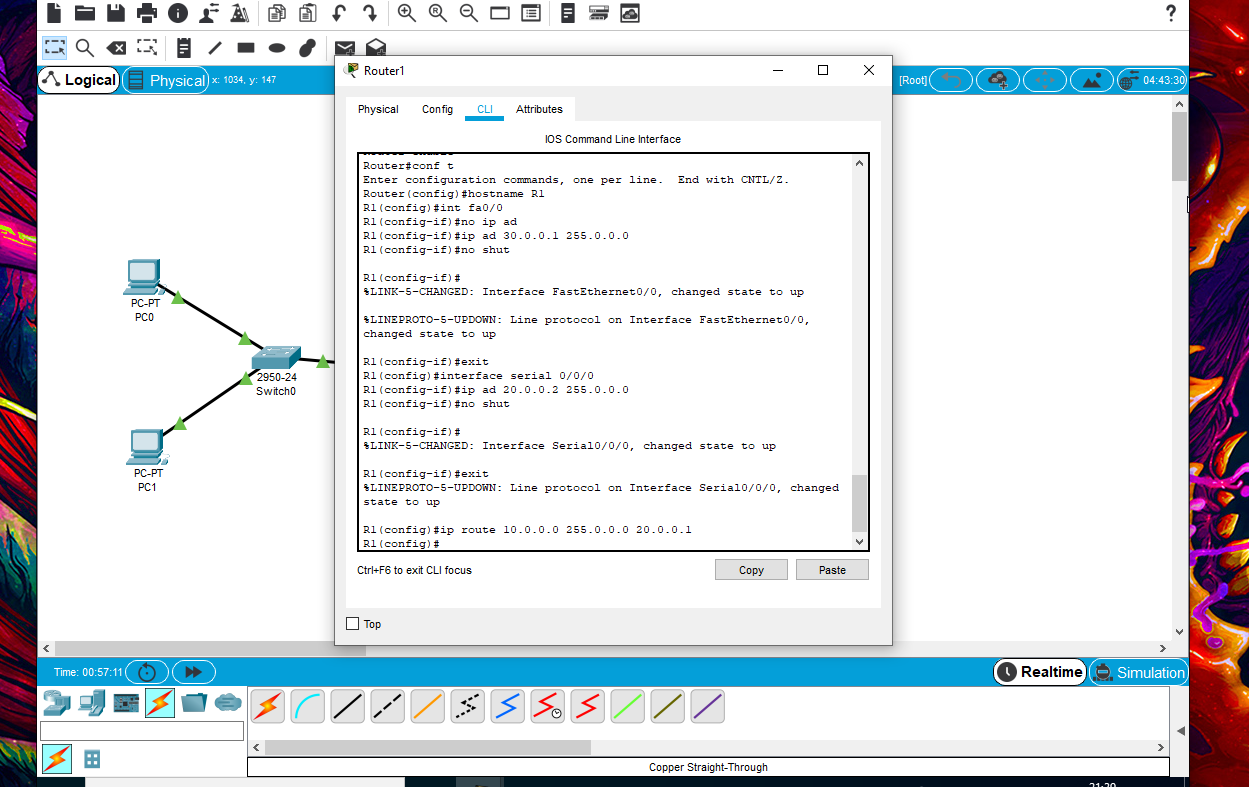 ?
Logical
Physical
x: 1034, y: 147
[Root]
04:43:30
Router1
Physical
Config
CLI
Attributes
IOS Command Line Interface
Router#conf t
Enter configuration commands, one per line.  End with CNTL/Z.
Router(config)#hostname R1
R1(config)#int fa0/0
R1(config-if)#no ip ad
R1(config-if)#ip ad 30.0.0.1 255.0.0.0
R1(config-if)#no shut
R1(config-if)#
%LINK-5-CHANGED: Interface FastEthernet0/0, changed state to up
%LINEPROTO-5-UPDOWN: Line protocol on Interface FastEthernet0/0,
changed state to up
R1(config-if)#exit
R1(config)#interface serial 0/0/0
R1(config-if)#ip ad 20.0.0.2 255.0.0.0
R1(config-if)#no shut
R1(config-if)#
%LINK-5-CHANGED: Interface Serial0/0/0, changed state to up
R1(config-if)#exit
%LINEPROTO-5-UPDOWN: Line protocol on Interface Serial0/0/0, changed
state to up
R1(config)#ip route 10.0.0.0 255.0.0.0 20.0.0.1
R1(config)#
Ctrl+F6 to exit CLI focus
Copy
Paste
Top
PC-PT
PC0
2950-24
Switch0
PC-PT
PC1
Time: 00:57:11
Realtime
Simulation
Copper Straight-Through